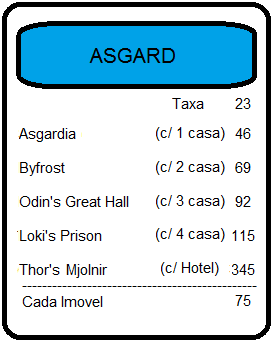 ASGARD
Taxa 23
Asgardia (c/ 1 casa) 46
Byfrost (c/ 2 casa) 69
Odin's Great Hall (c/ 3 casa) 92
Loki's Prison (c/ 4 casa) 115
Thor's Mjolnir (c/ Hotel) 345
Cada Imovel 75